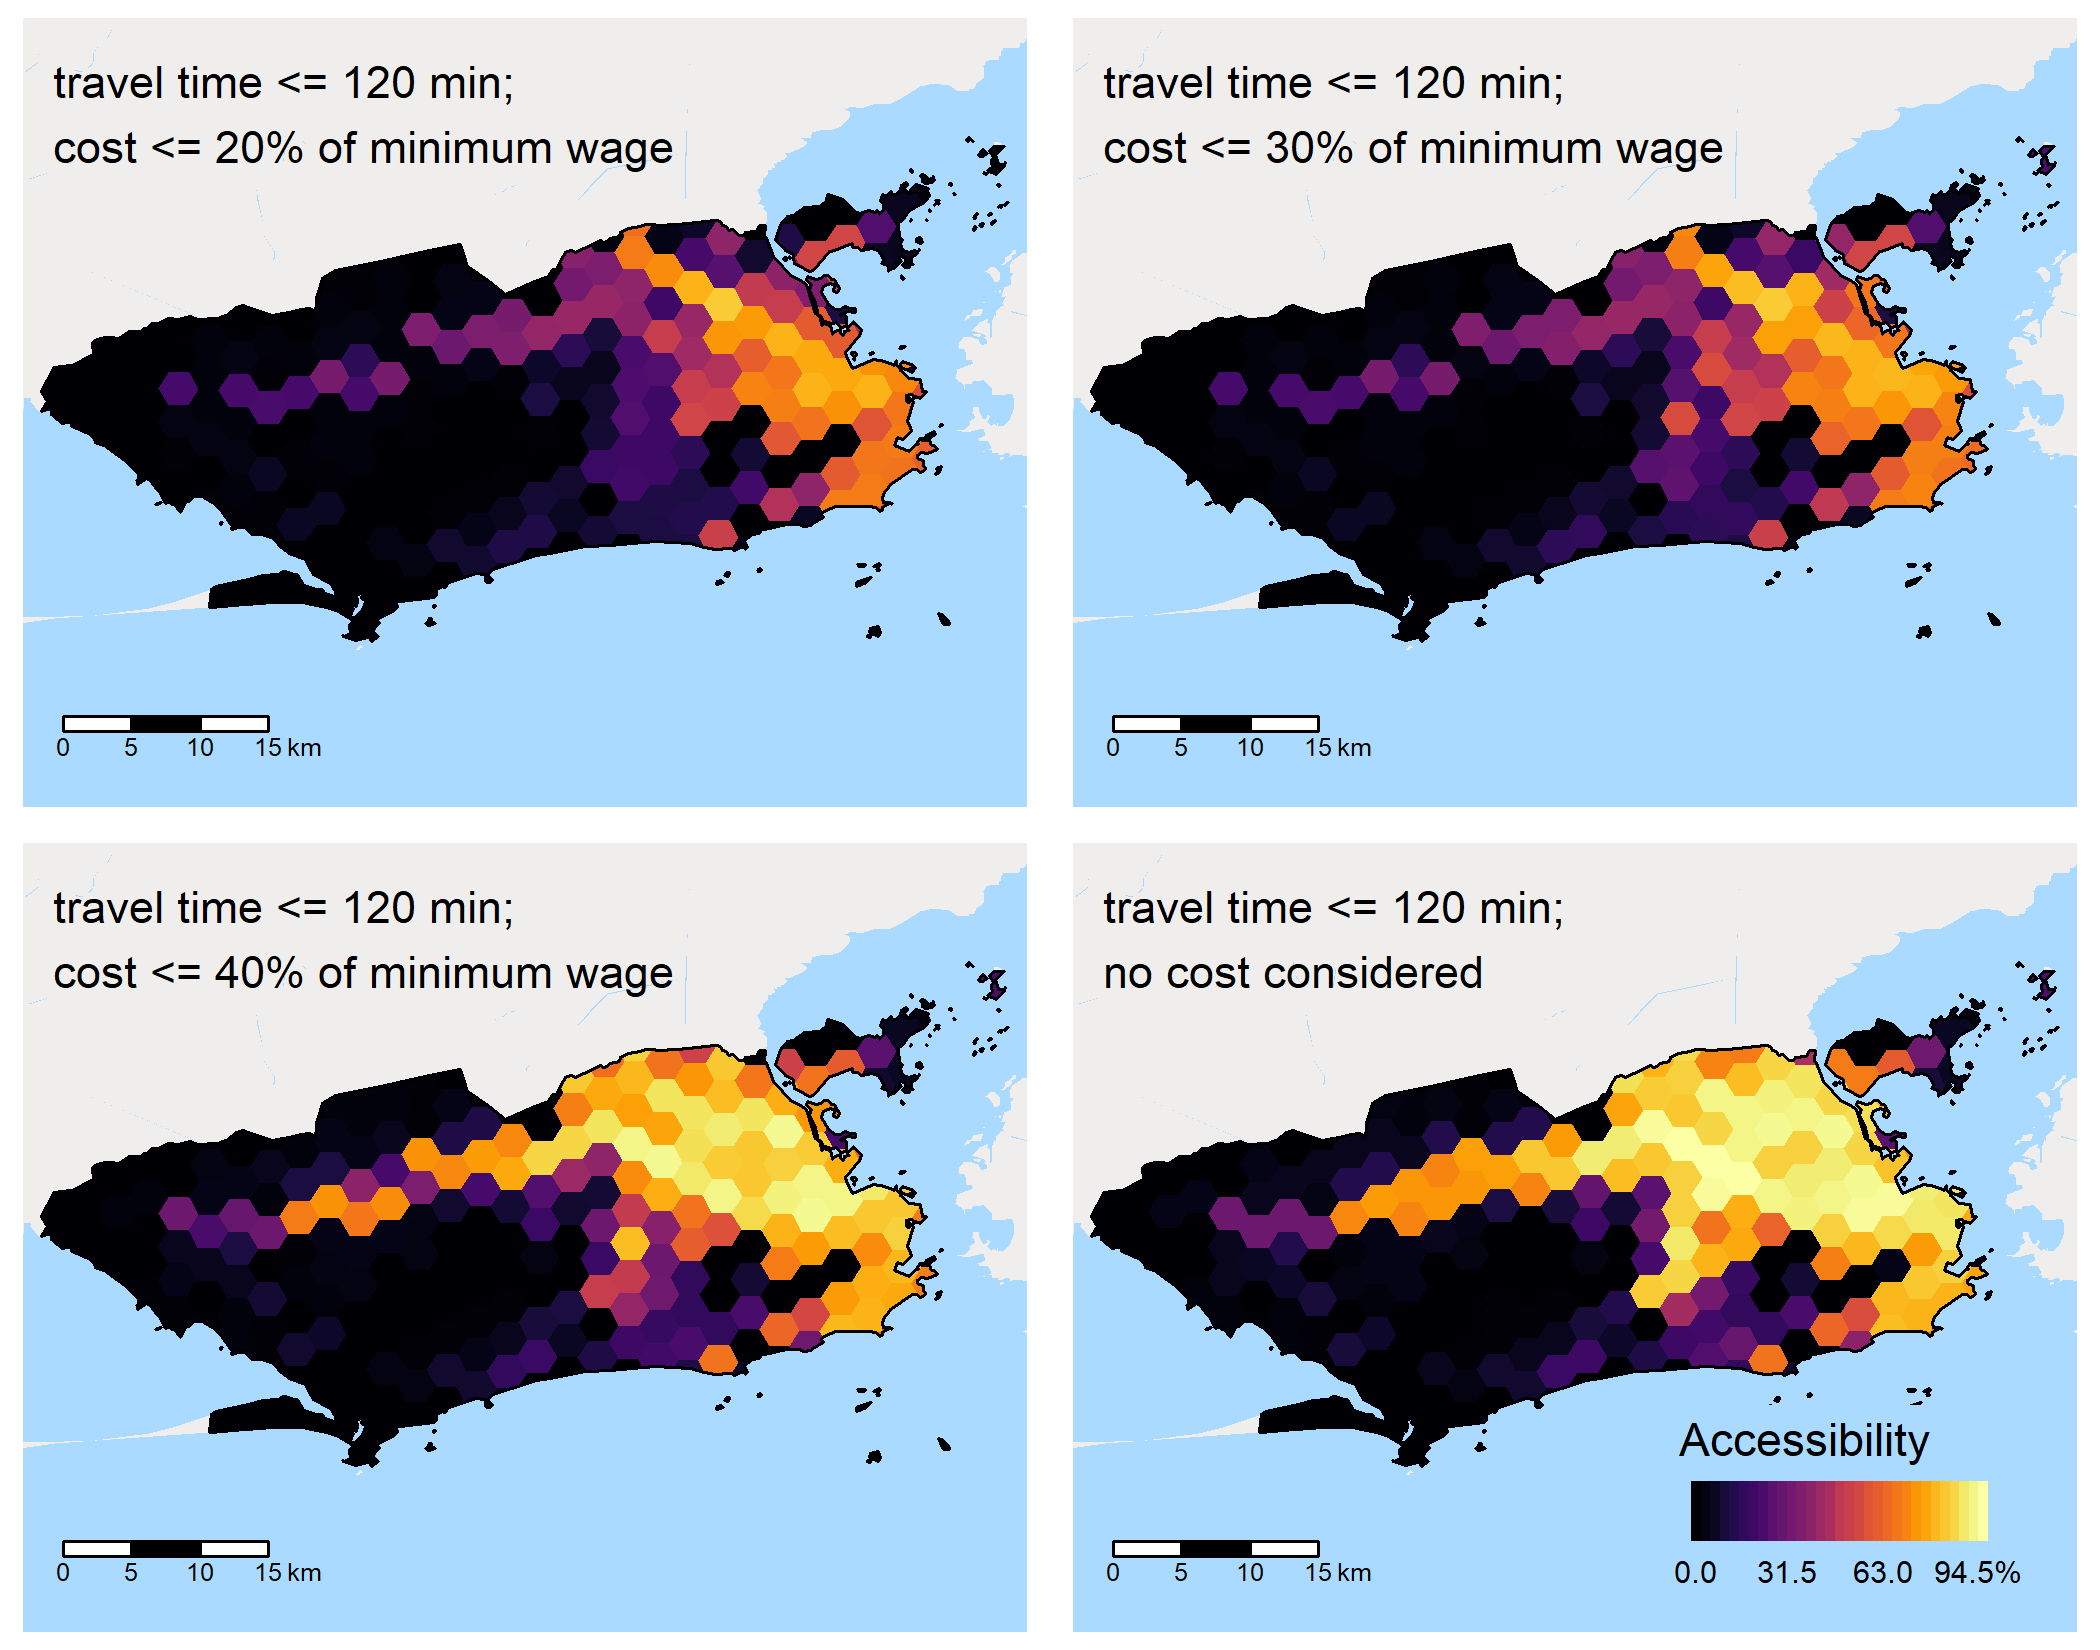 travel time <= 120 min;
cost <= 20% of minimum wage
0 5 10 15 km
travel time <= 120 min;
cost <= 30% of minimum wage
0 5 10 15 km
travel time <= 120 min;
cost <= 40% of minimum wage
0 5 10 15 km
travel time <= 120 min;
no cost considered
0 5 10 15 km
Accessibility
0.0 31.5 63.0 94.5%